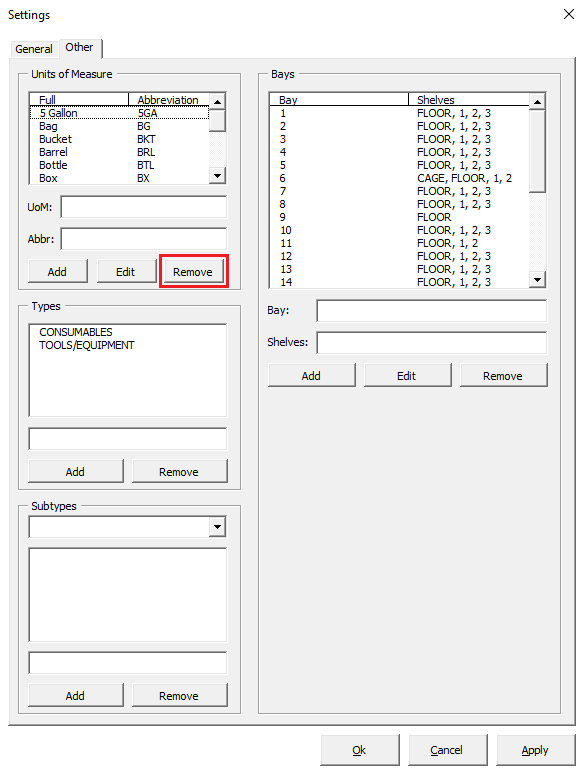 Settings
General Other
Units of Measure
Full Abbreviation
5 Gallon 5GA
Bag BG
Bucket BKT
Barrel BRL
Bottle BTL
Box BX
UoM:
Abbr:
Add Edit Remove
Types
CONSUMABLES
TOOLS/EQUIPMENT
Add Remove
Subtypes
Add Remove
Bays
Bay Shelves
1 FLOOR, 1, 2, 3
2 FLOOR, 1, 2, 3
3 FLOOR, 1, 2, 3
4 FLOOR, 1, 2, 3
5 FLOOR, 1, 2, 3
6 CAGE, FLOOR, 1, 2
7 FLOOR, 1, 2, 3
8 FLOOR, 1, 2, 3
9 FLOOR
10 FLOOR, 1, 2, 3
11 FLOOR, 1, 2
12 FLOOR, 1, 2, 3
13 FLOOR, 1, 2, 3
14 FLOOR, 1, 2, 3
Bay:
Shelves:
Add Edit Remove
Ok Cancel Apply